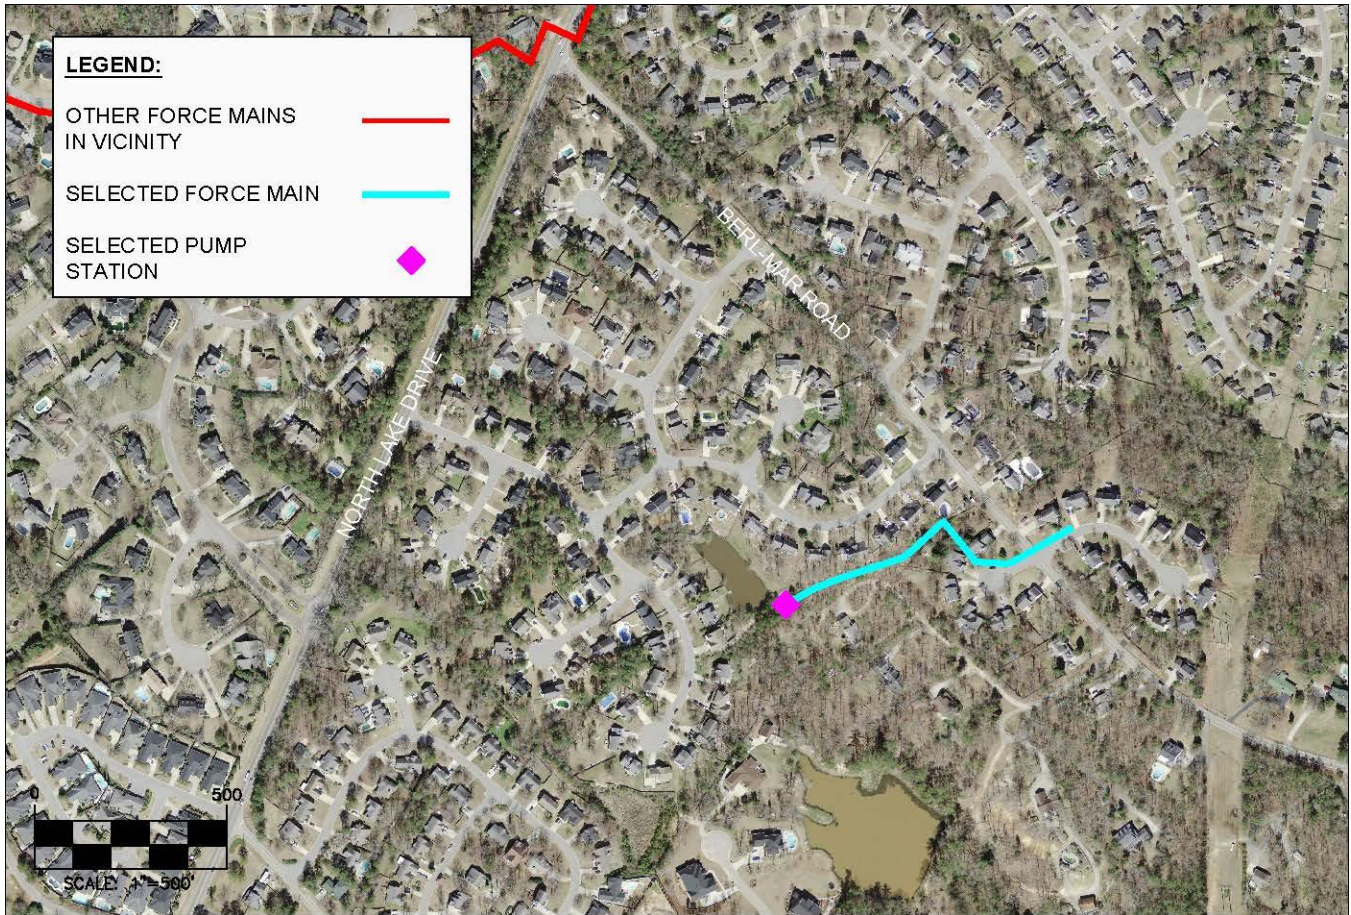 LEGEND:
OTHER FORCE MAINS
IN VICINITY
SELECTED FORCE MAIN
SELECTED PUMP
STATION
BERL-MAR ROAD
NORTH LAKE DRIVE
0 500
SCALE: 1"=500'